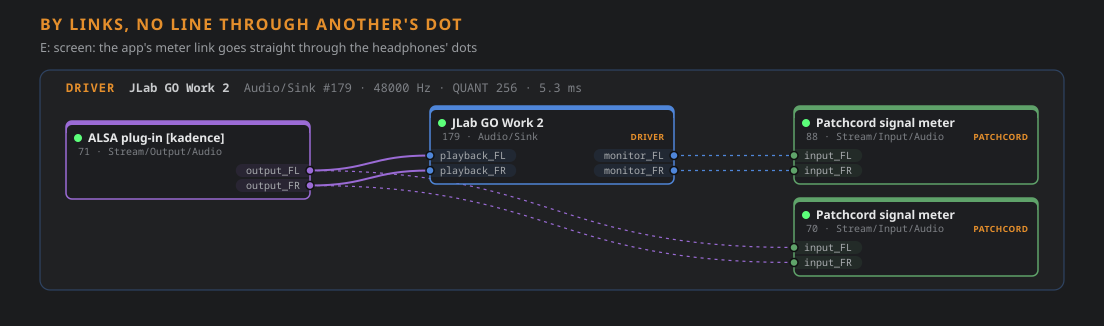 BY LINKS, NO LINE THROUGH ANOTHER'S DOT
E: screen: the app's meter link goes straight through the headphones' dots
DRIVER JLab GO Work 2 Audio/Sink #179 · 48000 Hz · QUANT 256 · 5.3 ms
ALSA plug-in [kadence]
71 · Stream/Output/Audio
output_FL
output_FR
JLab GO Work 2
179 · Audio/Sink DRIVER
playback_FL monitor_FL
playback_FR monitor_FR
Patchcord signal meter
88 · Stream/Input/Audio PATCHCORD
input_FL
input_FR
Patchcord signal meter
70 · Stream/Input/Audio PATCHCORD
input_FL
input_FR